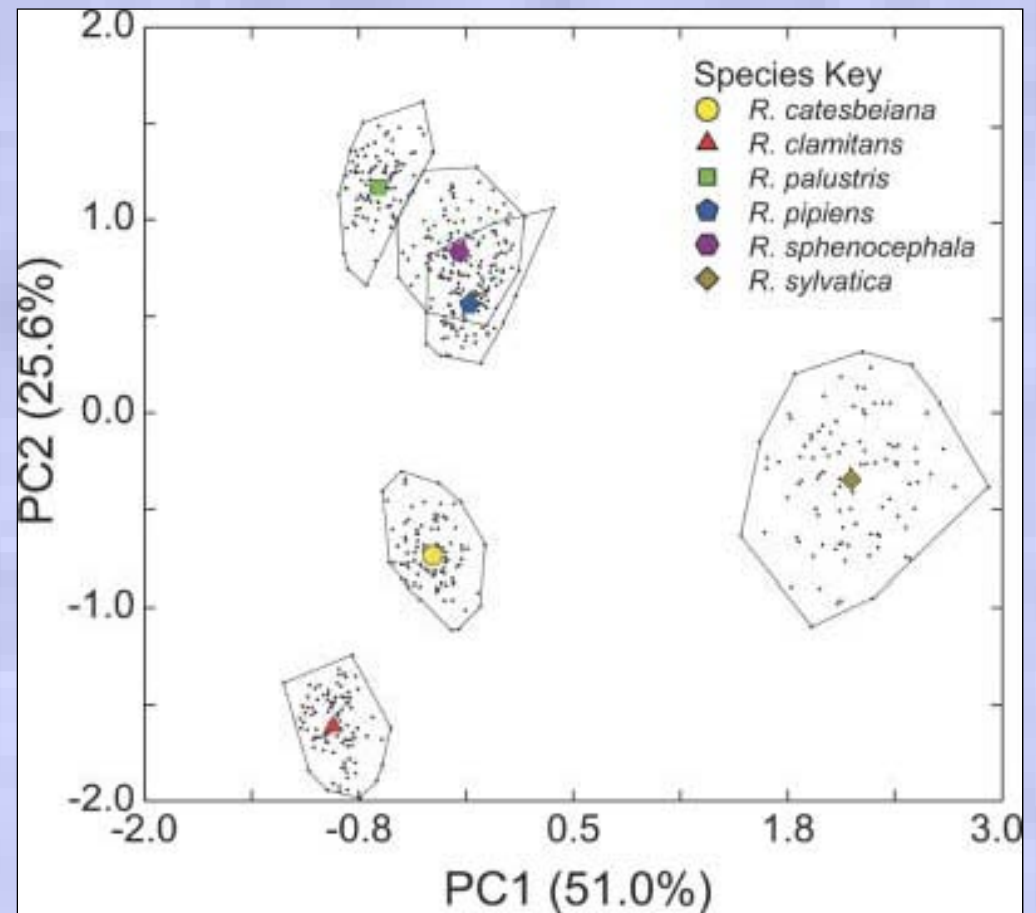 2.0
1.0
0.0
-1.0
-2.0
PC2 (25.6%)
Species Key
R. catesbeiana
R. clamitans
R. palustris
R. pipiens
R. sphenocephala
R. sylvatica
-2.0 -0.8 0.5 1.8 3.0
PC1 (51.0%)